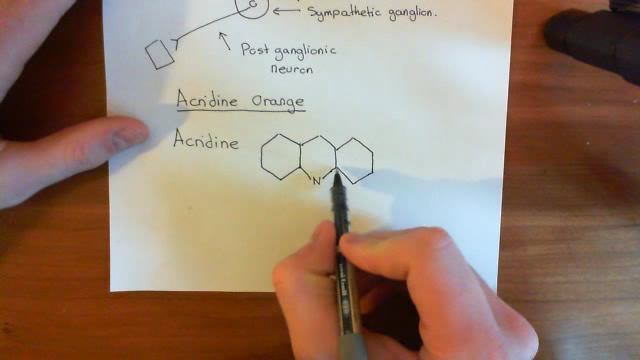 Sympathetic ganglion.
Post ganglionic
neuron
Acridine Orange
Acridine
N